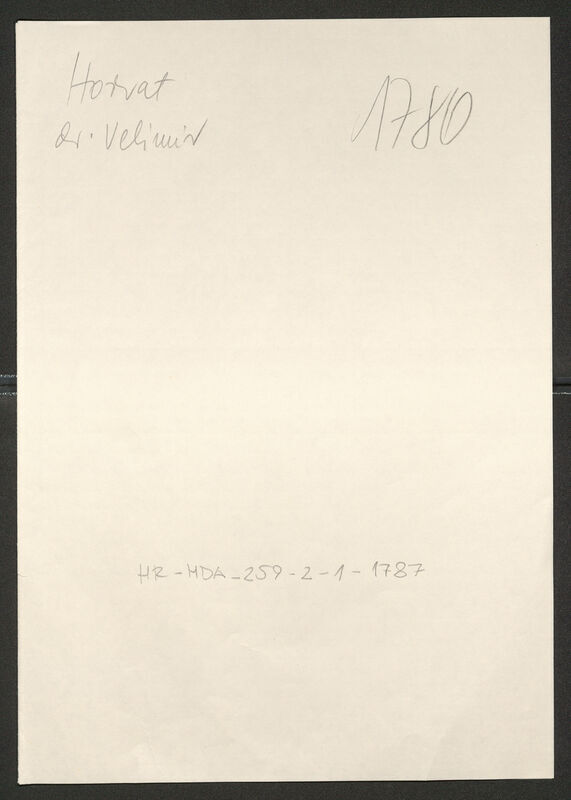 Horvat
dr. Velimir
1780
HR-HDA-259-2-1-1787